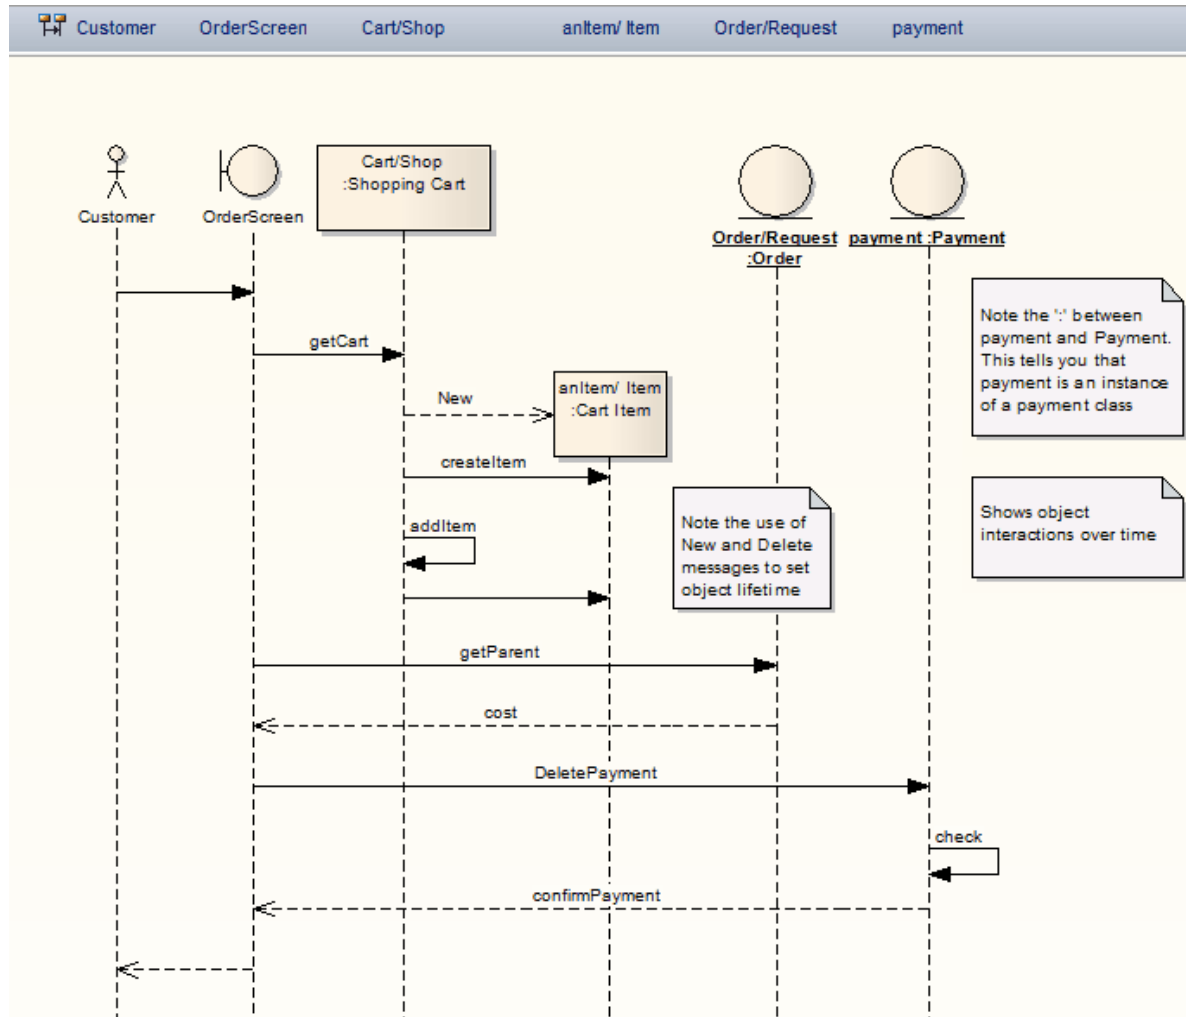 Customer OrderScreen Cart/Shop anItem/ Item Order/Request payment
Cart/Shop
:Shopping Cart
Customer
OrderScreen
Order/Request
:Order
payment :Payment
Note the ':' between
payment and Payment.
This tells you that
payment is an instance
of a payment class
getCart
anItem/ Item
:Cart Item
New
createItem
Shows object
interactions over time
Note the use of
New and Delete
messages to set
object lifetime
addItem
getParent
cost
DeletePayment
check
confirmPayment